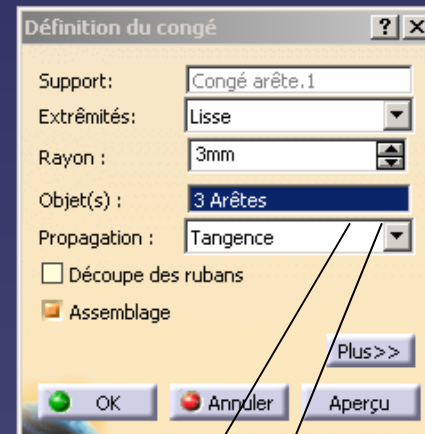 Définition du congé ? X
Support: Congé arête.1
Extrêmités: Lisse
Rayon : 3mm
Objet(s) : 3 Arêtes
Propagation : Tangence
Découpe des rubans
Assemblage
Plus>>
OK Annuler Aperçu